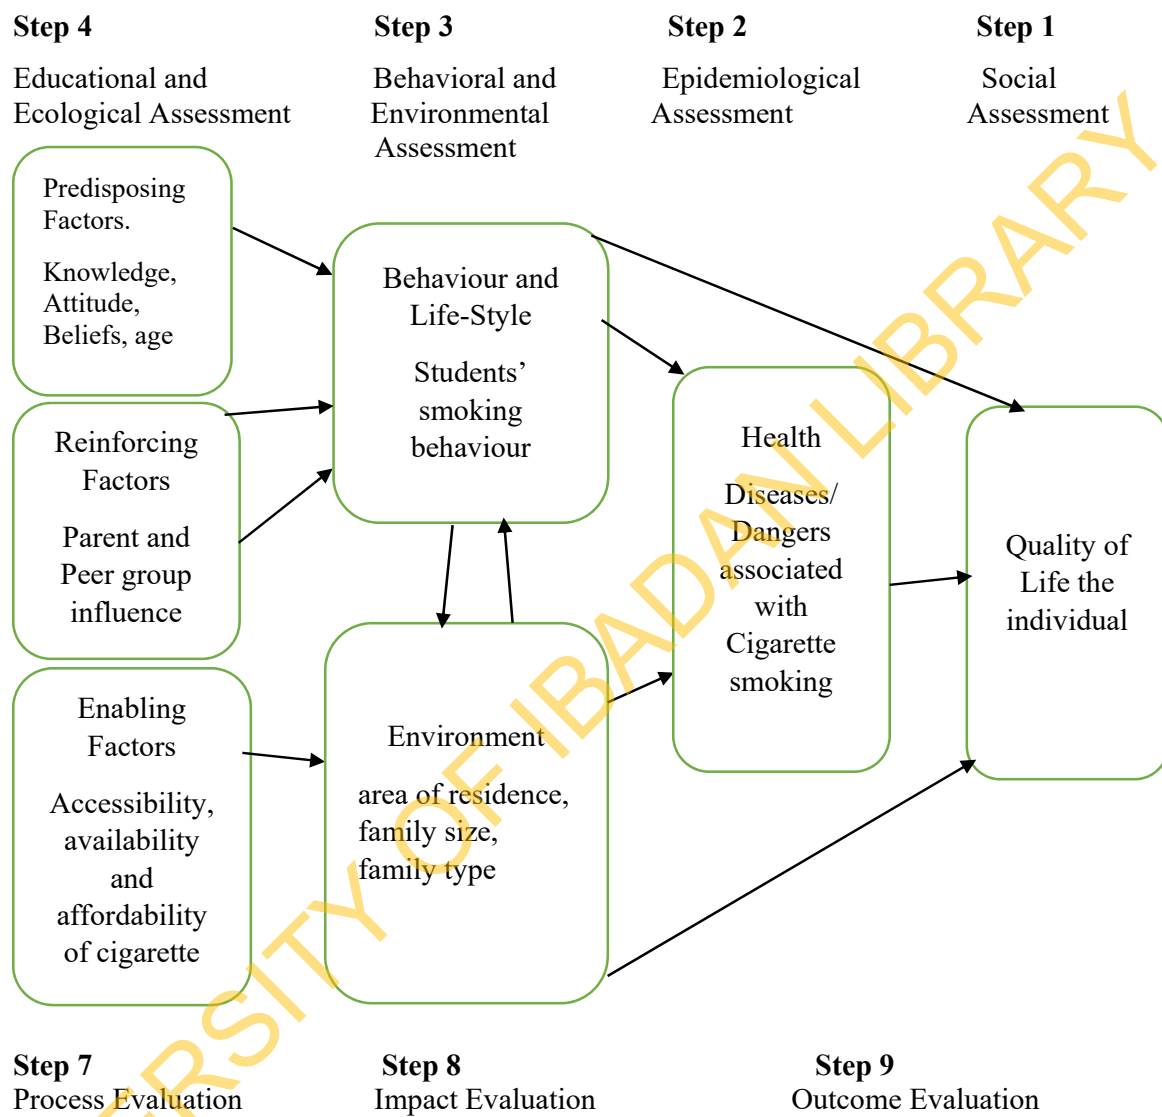 Step 4
Educational and
Ecological Assessment
Step 3
Behavioral and
Environmental
Assessment
Step 2
Epidemiological
Assessment
Step 1
Social
Assessment
Predisposing
Factors.
Knowledge,
Attitude,
Beliefs, age
Reinforcing
Factors
Parent and
Peer group
influence
Enabling
Factors
Accessibility,
availability
and
affordability
of cigarette
Behaviour and
Life-Style
Students’
smoking
behaviour
Environment
area of residence,
family size,
family type
Health
Diseases/
Dangers
associated
with
Cigarette
smoking
Quality of
Life the
individual
Step 7
Process Evaluation
Step 8
Impact Evaluation
Step 9
Outcome Evaluation
ERSITY OF IBADAN LIBRARY